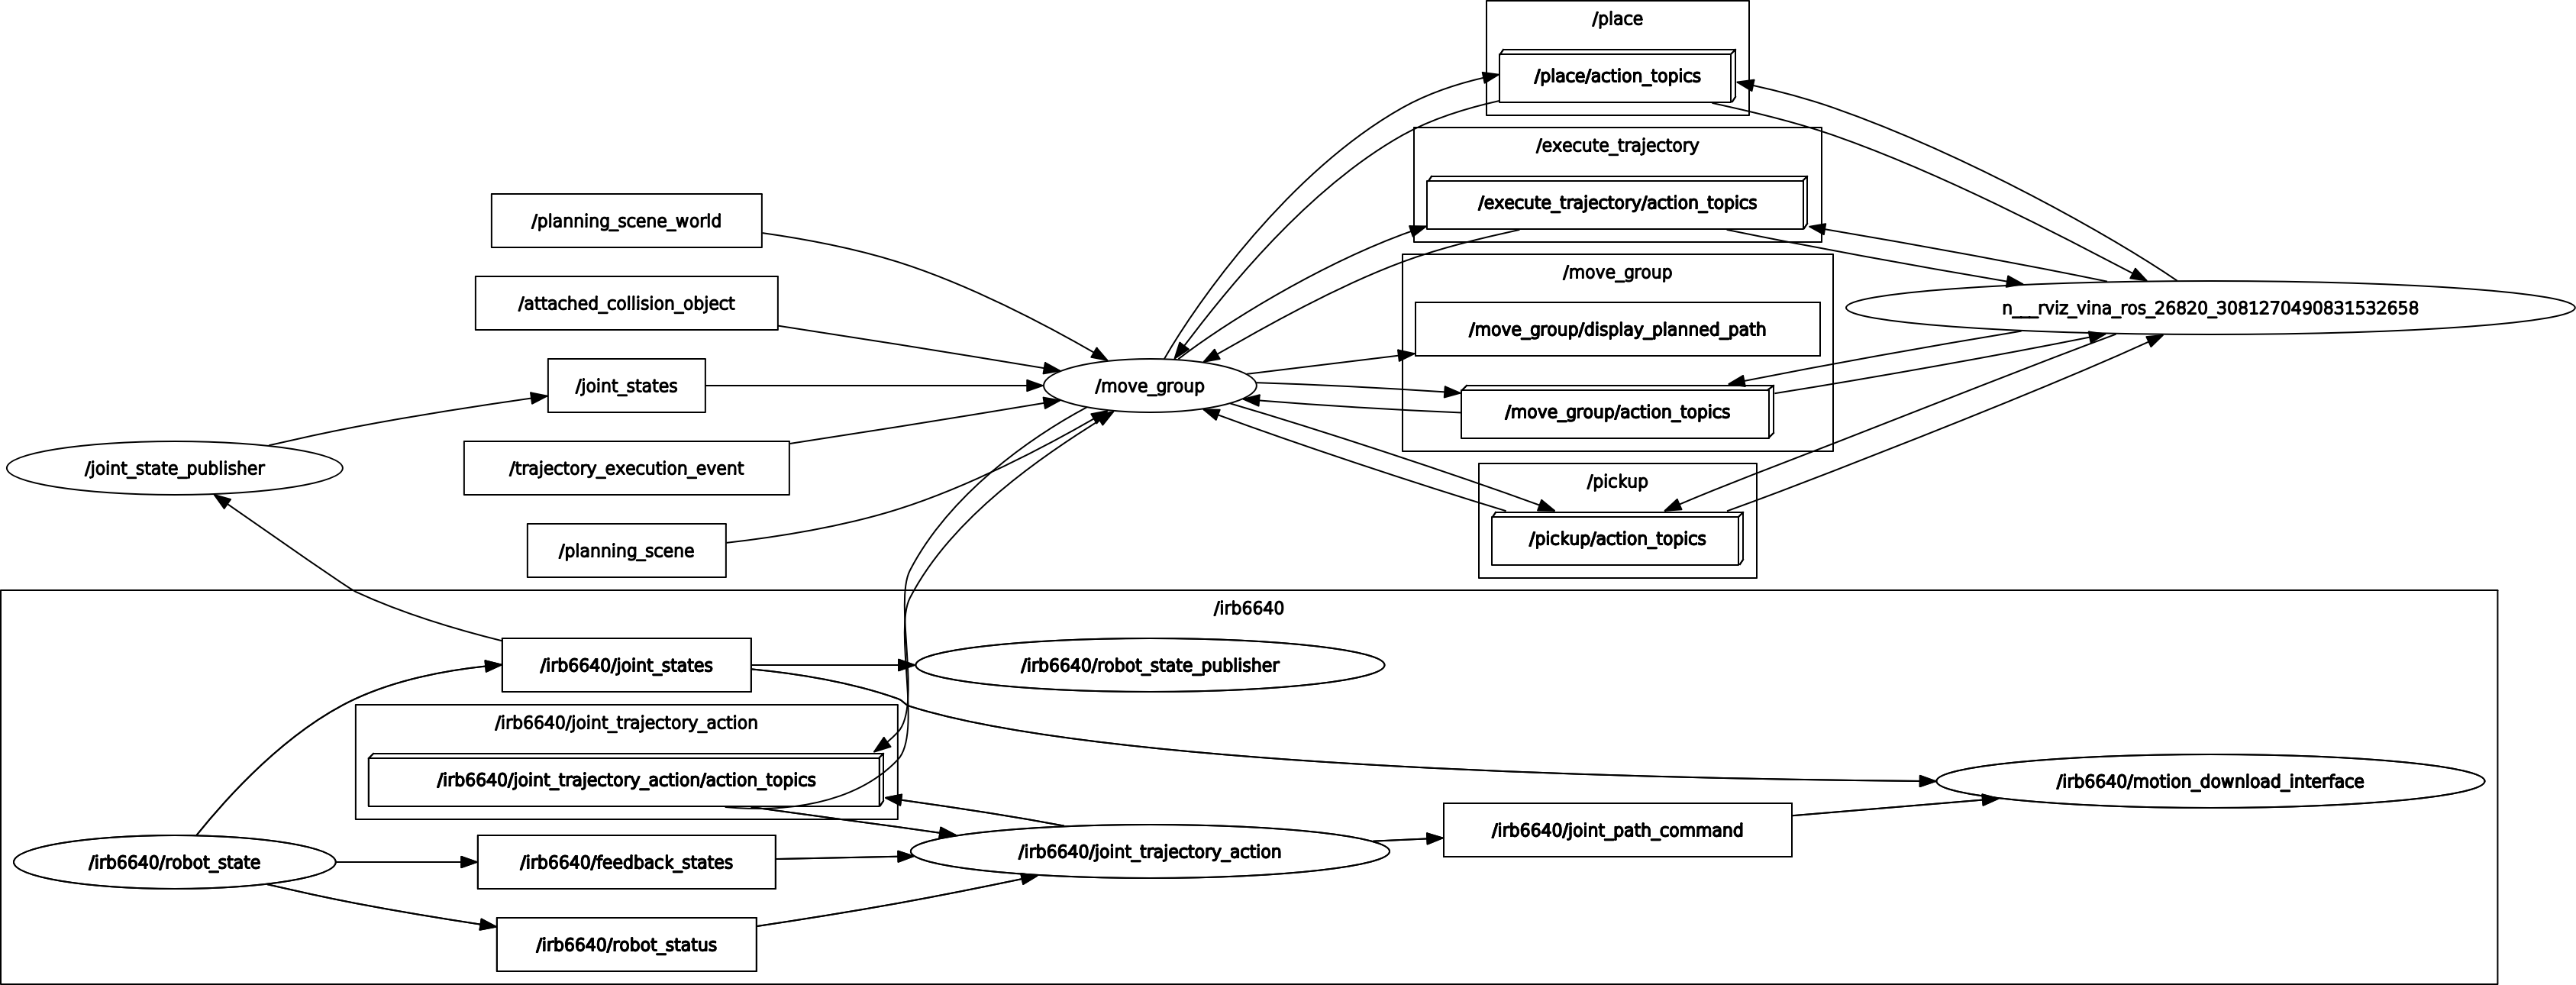 /place
/place/action_topics
/execute_trajectory
/execute_trajectory/action_topics
/planning_scene_world
/move_group
/attached_collision_object
n___rviz_vina_ros_26820_3081270490831532658
/move_group/display_planned_path
/joint_states
/move_group
/move_group/action_topics
/joint_state_publisher
/trajectory_execution_event
/pickup
/planning_scene
/pickup/action_topics
/irb6640
/irb6640/joint_states
/irb6640/robot_state_publisher
/irb6640/joint_trajectory_action
/irb6640/joint_trajectory_action/action_topics
/irb6640/motion_download_interface
/irb6640/joint_path_command
/irb6640/robot_state
/irb6640/feedback_states
/irb6640/joint_trajectory_action
/irb6640/robot_status